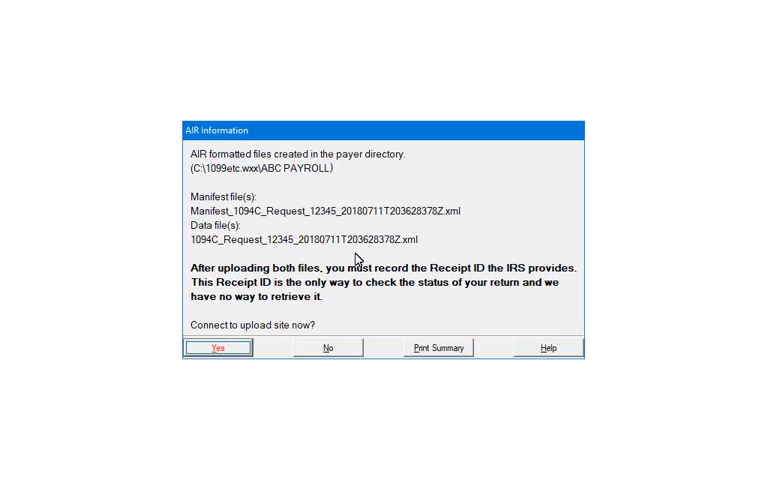 AIR Information
AIR formatted files created in the payer directory.
(C:\1099etc.wxx\ABC PAYROLL)
Manifest file(s):
Manifest_1094C_Request_12345_20180711T203628378Z.xml
Data file(s):
1094C_Request_12345_20180711T203628378Z.xml
After uploading both files, you must record the Receipt ID the IRS provides.
This Receipt ID is the only way to check the status of your return and we
have no way to retrieve it.
Connect to upload site now?
Yes No Print Summary Help